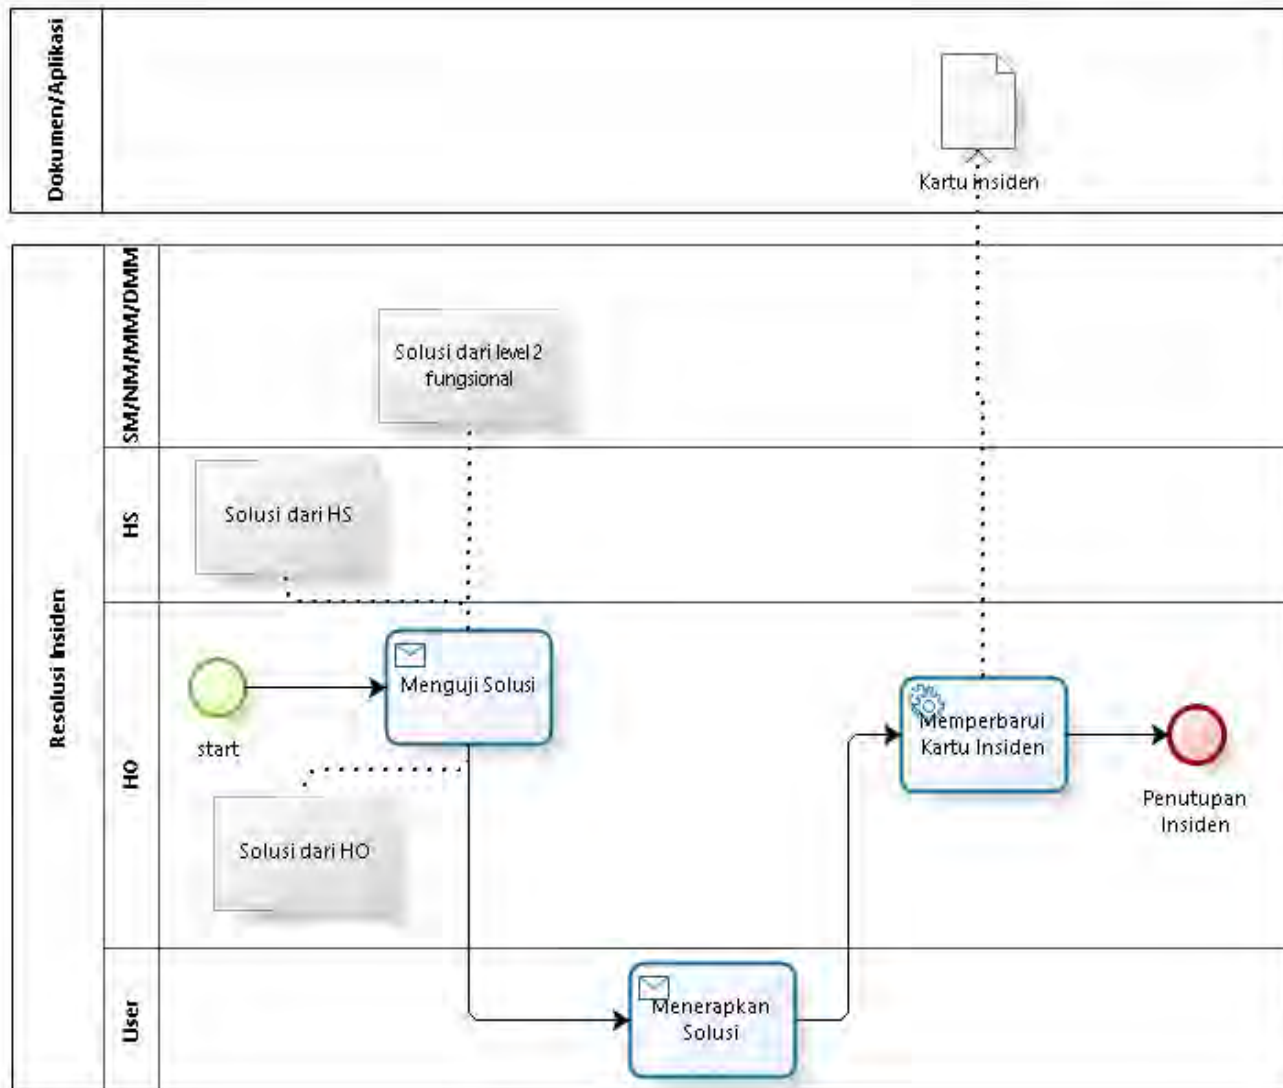 Dokumen/Aplikasi
Kartu insiden
Resolusi Insiden
SM/NM/MM/DMM
Solusi dari level 2
fungsional
HS
Solusi dari HS
HO
start
Menguji Solusi
Solusi dari HO
Memperbarui
Kartu Insiden
Penutupan
Insiden
User
Menerapkan
Solusi